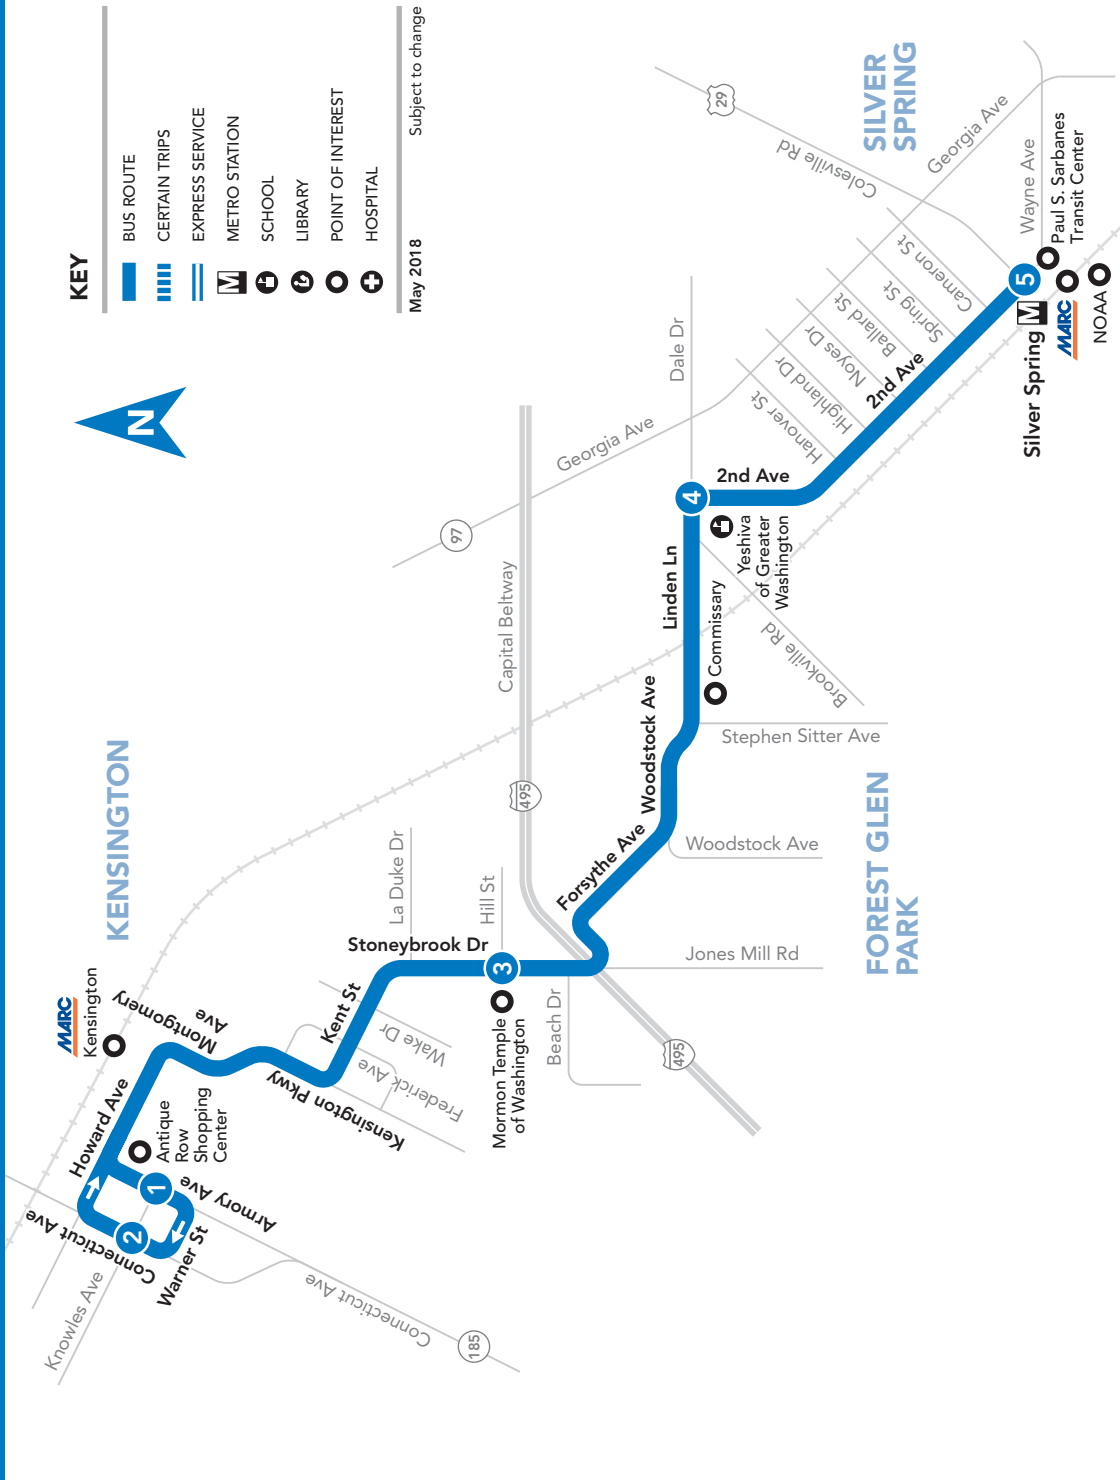 KEY
BUS ROUTE
CERTAIN TRIPS
EXPRESS SERVICE
M
METRO STATION
SCHOOL
LIBRARY
POINT OF INTEREST
HOSPITAL
May 2018
Subject to change
N
KENSINGTON
MARC
Kensington
Montgomery
Ave
Howard Ave
Antique
Row
Shopping
Center
1
2
Armory Ave
Connecticut Ave
Warner St
Knowles Ave
Connecticut Ave
185
Kensington Pkwy
Kent St
Frederick Ave
Wake Dr
Stoneybrook Dr
La Duke Dr
Hill St
3
Mormon Temple
of Washington
Beach Dr
495
Jones Mill Rd
Capital Beltway
495
Forsythe Ave
Woodstock Ave
Woodstock Ave
Stephen Sitter Ave
FOREST GLEN
PARK
Linden Ln
Commissary
Brookville Rd
4
Yeshiva
of Greater
Washington
97
Georgia Ave
Dale Dr
2nd Ave
2nd Ave
Hanover St
Highland Dr
Noyes Dr
Ballard St
Spring St
Cameron St
Colesville Rd
29
SILVER
SPRING
Georgia Ave
Wayne Ave
Paul S. Sarbanes
Transit Center
5
Silver Spring M
MARC
NOAA